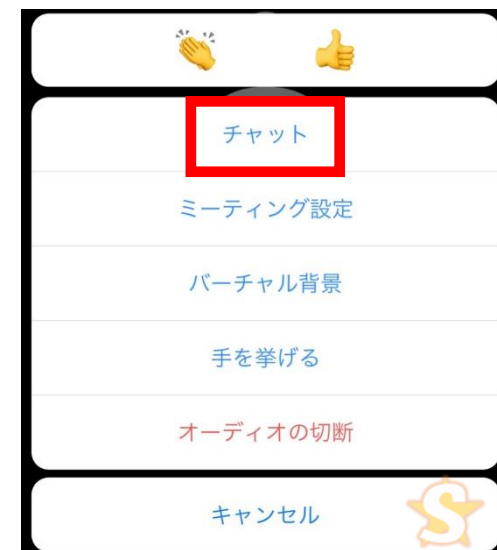 チャット
ミーティング設定
バーチャル背景
手を挙げる
オーディオの切断
キャンセル
S